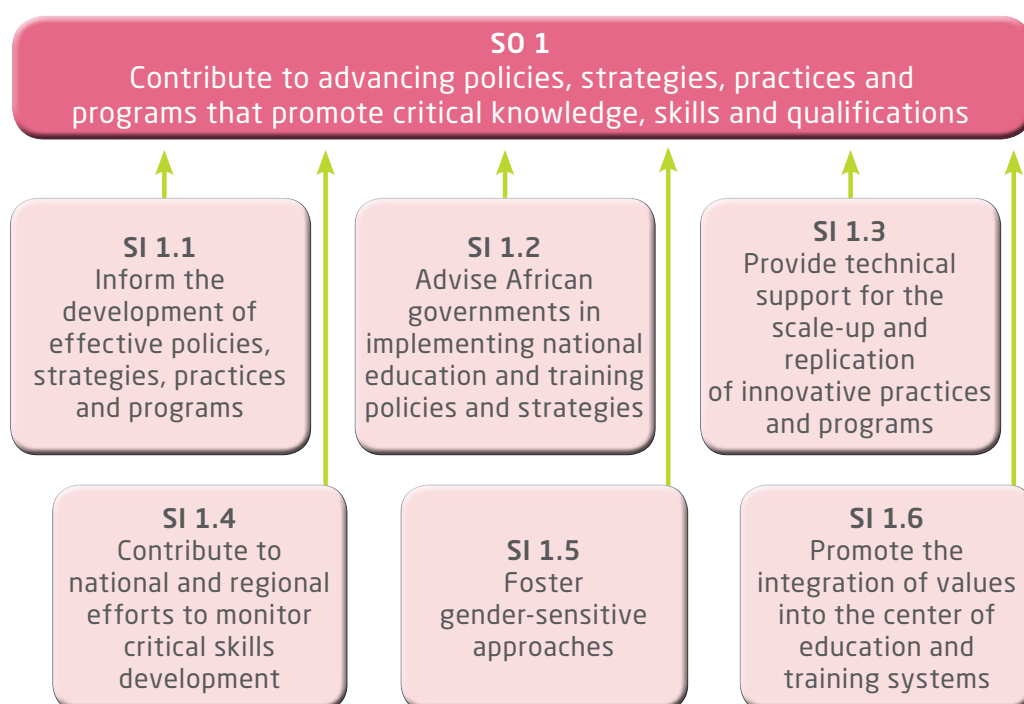 SO 1
Contribute to advancing policies, strategies, practices and
programs that promote critical knowledge, skills and qualifications
SI 1.1
Inform the
development of
effective policies,
strategies, practices
and programs
SI 1.2
Advise African
governments in
implementing national
education and training
policies and strategies
SI 1.3
Provide technical
support for the
scale-up and
replication
of innovative practices
and programs
SI 1.4
Contribute to
national and regional
efforts to monitor
critical skills
development
SI 1.5
Foster
gender-sensitive
approaches
SI 1.6
Promote the
integration of values
into the center of
education and
training systems